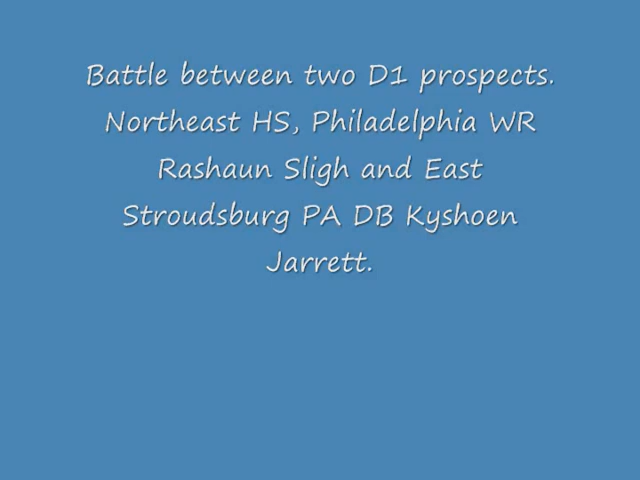 Battle between two D1 prospects.
Northeast HS, Philadelphia WR
Rashaun Sligh and East
Stroudsburg PA DB Kyshoen
Jarrett.